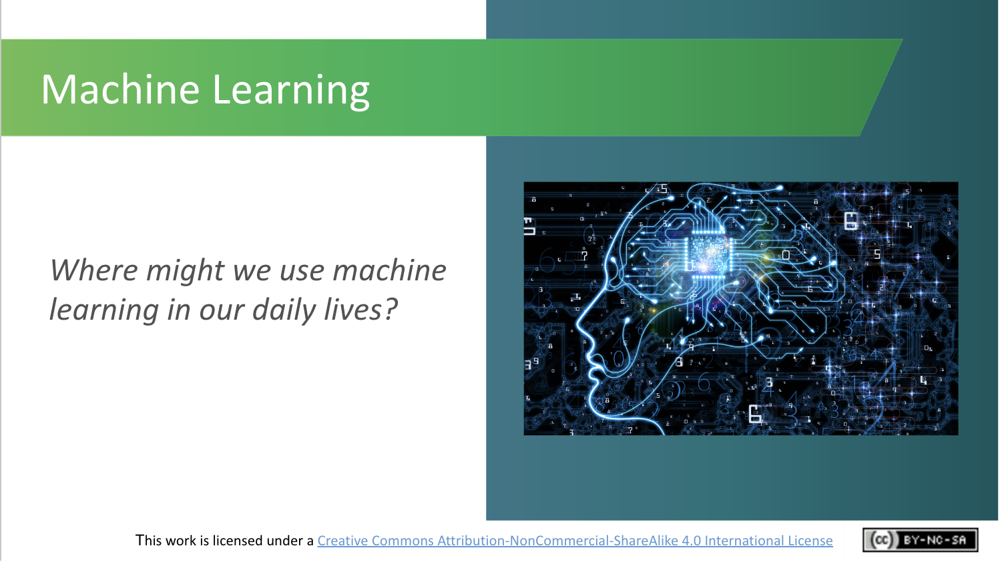 Machine Learning
Where might we use machine
learning in our daily lives?
This work is licensed under a Creative Commons Attribution-NonCommercial-ShareAlike 4.0 International License
cc BY-NC-SA